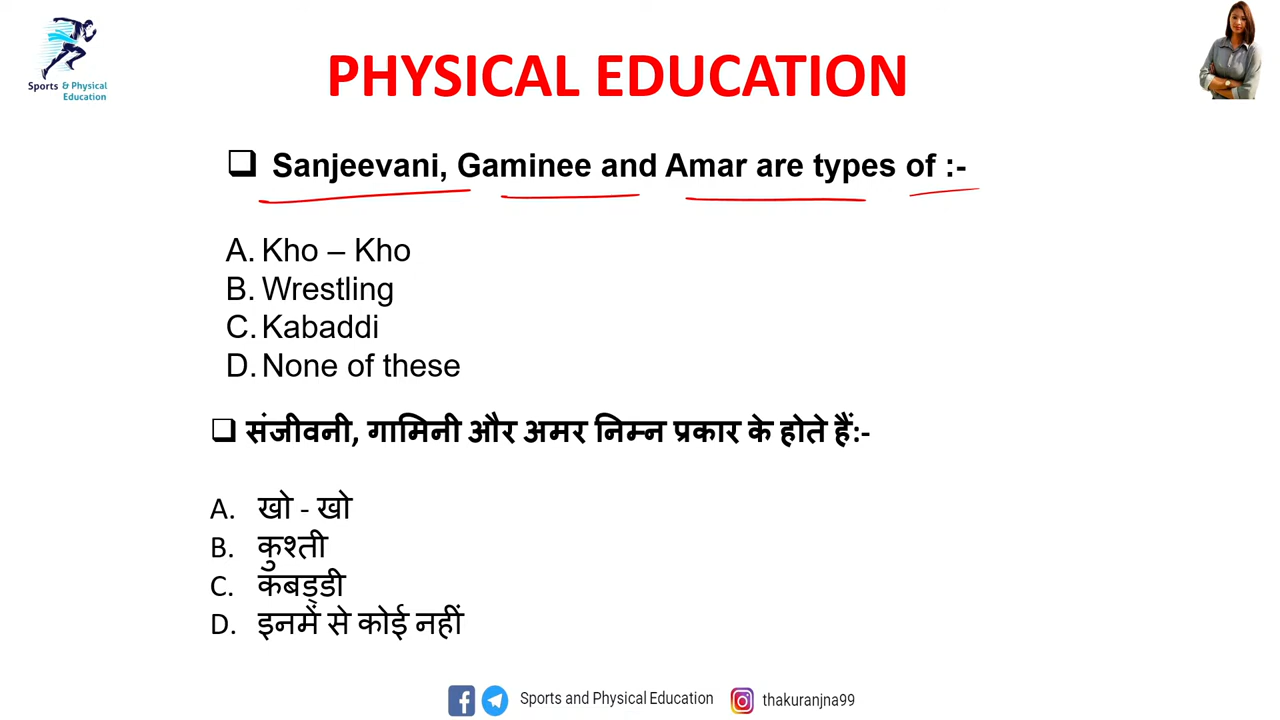 Sports & Physical
Education
PHYSICAL EDUCATION
Sanjeevani, Gaminee and Amar are types of :-
A. Kho – Kho
B. Wrestling
C. Kabaddi
D. None of these
संजीवनी, गामिनी और अमर निम्न प्रकार के होते हैं:-
A. खो - खो
B. कुश्ती
C. कबड्डी
D. इनमें से कोई नहीं
Sports and Physical Education thakuranjna99